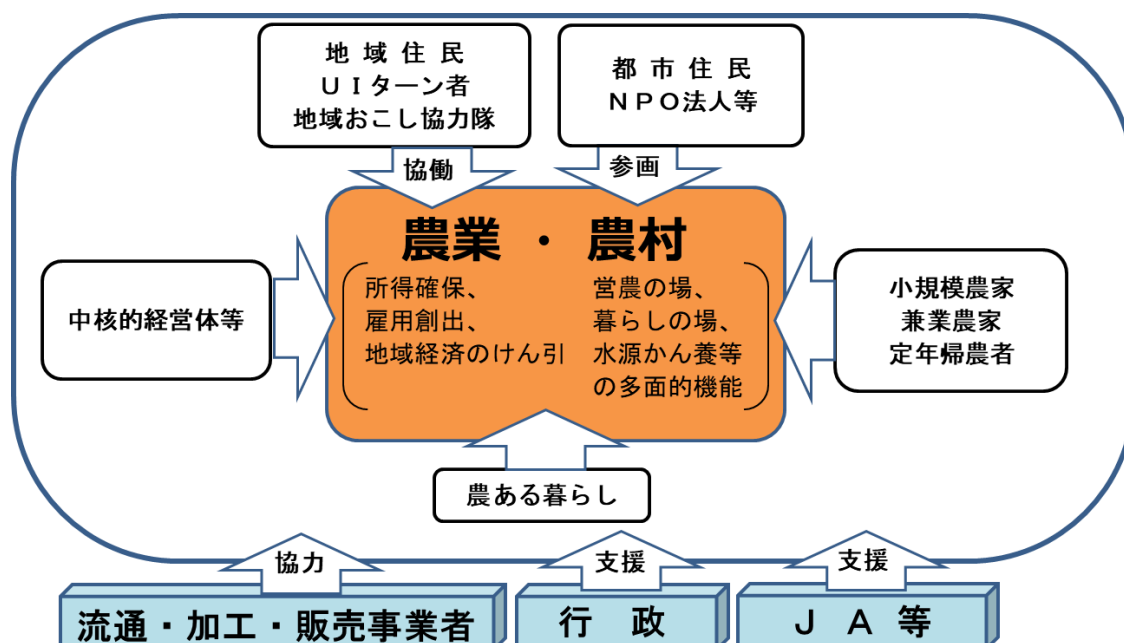 地域住民
ＵＩターン者
地域おこし協力隊
都市住民
ＮＰＯ法人等
協働
参画
農業・農村
所得確保、
雇用創出、
地域経済のけん引
営農の場、
暮らしの場、
水源かん養等
の多面的機能
中核的経営体等
小規模農家
兼業農家
定年帰農者
農ある暮らし
協力
支援
支援
流通・加工・販売事業者
行政
ＪＡ等